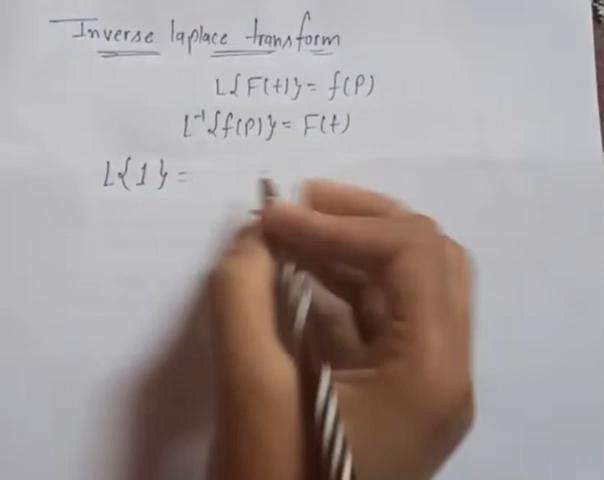 Inverse laplace transform
L{F(t)} = f(P)
L⁻¹{f(P)} = F(t)
L{1} =